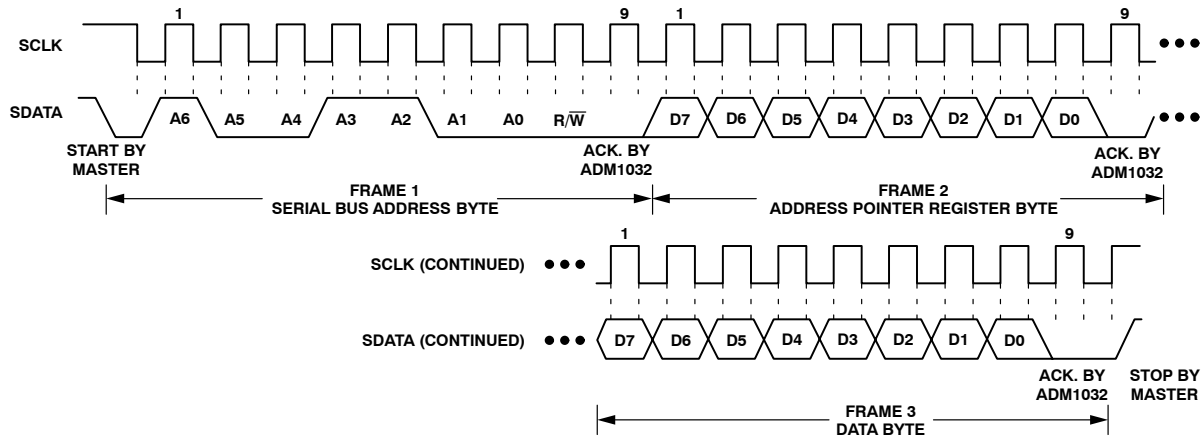 1 9 1 9
SCLK
SDATA A6 A5 A4 A3 A2 A1 A0 R/W̅ D7 D6 D5 D4 D3 D2 D1 D0
START BY
MASTER
ACK. BY
ADM1032
ACK. BY
ADM1032
FRAME 1
SERIAL BUS ADDRESS BYTE
FRAME 2
ADDRESS POINTER REGISTER BYTE
1 9
SCLK (CONTINUED)
SDATA (CONTINUED) D7 D6 D5 D4 D3 D2 D1 D0
ACK. BY
ADM1032
STOP BY
MASTER
FRAME 3
DATA BYTE